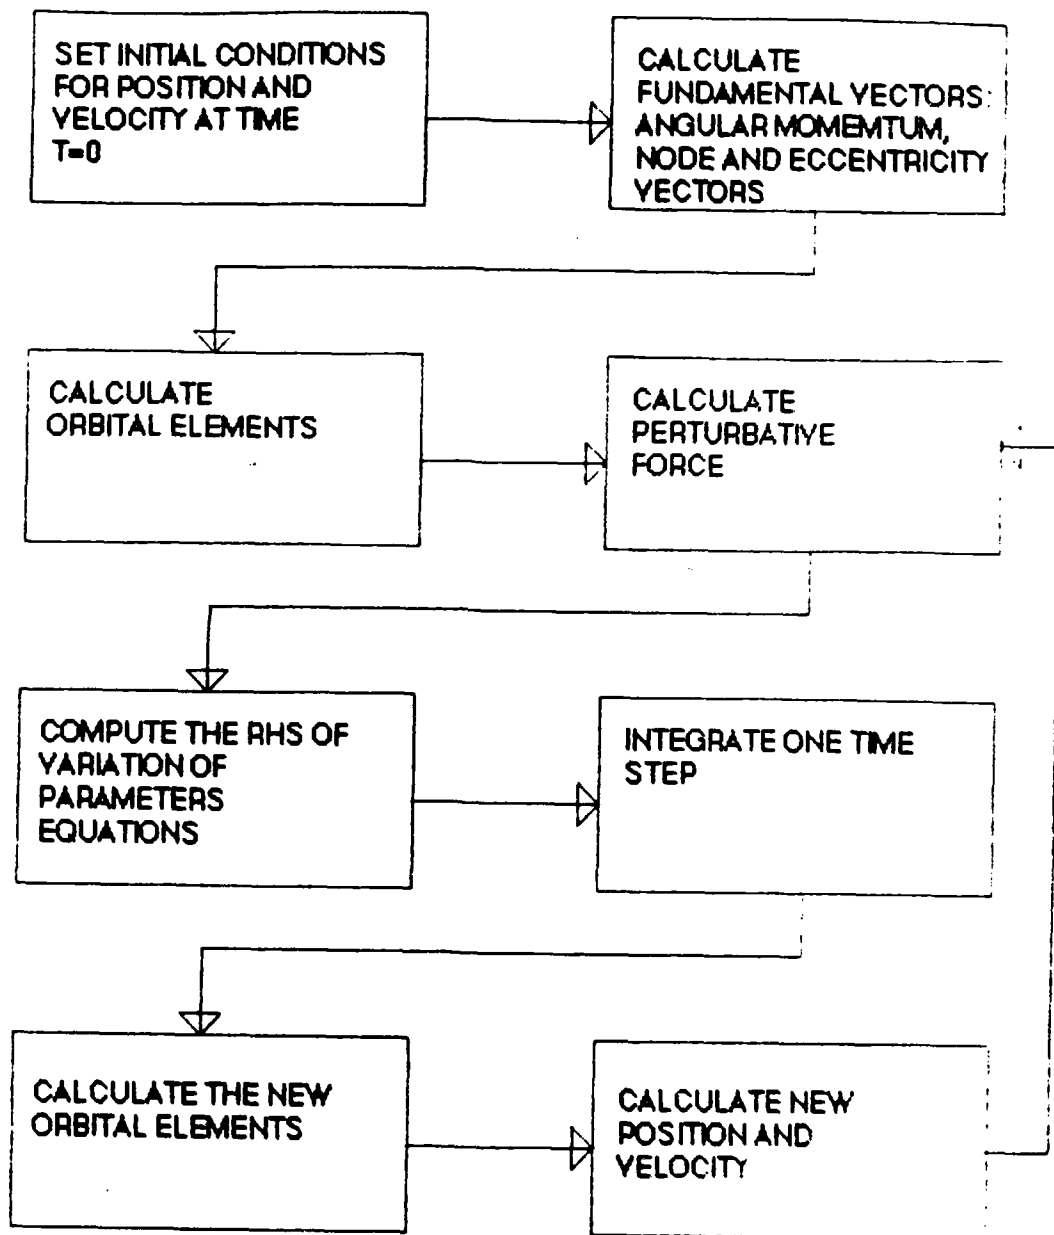 SET INITIAL CONDITIONS
FOR POSITION AND
VELOCITY AT TIME
T=0
CALCULATE
FUNDAMENTAL VECTORS:
ANGULAR MOMEMTUM,
NODE AND ECCENTRICITY
VECTORS
CALCULATE
ORBITAL ELEMENTS
CALCULATE
PERTURBATIVE
FORCE
COMPUTE THE RHS OF
VARIATION OF
PARAMETERS
EQUATIONS
INTEGRATE ONE TIME
STEP
CALCULATE THE NEW
ORBITAL ELEMENTS
CALCULATE NEW
POSITION AND
VELOCITY